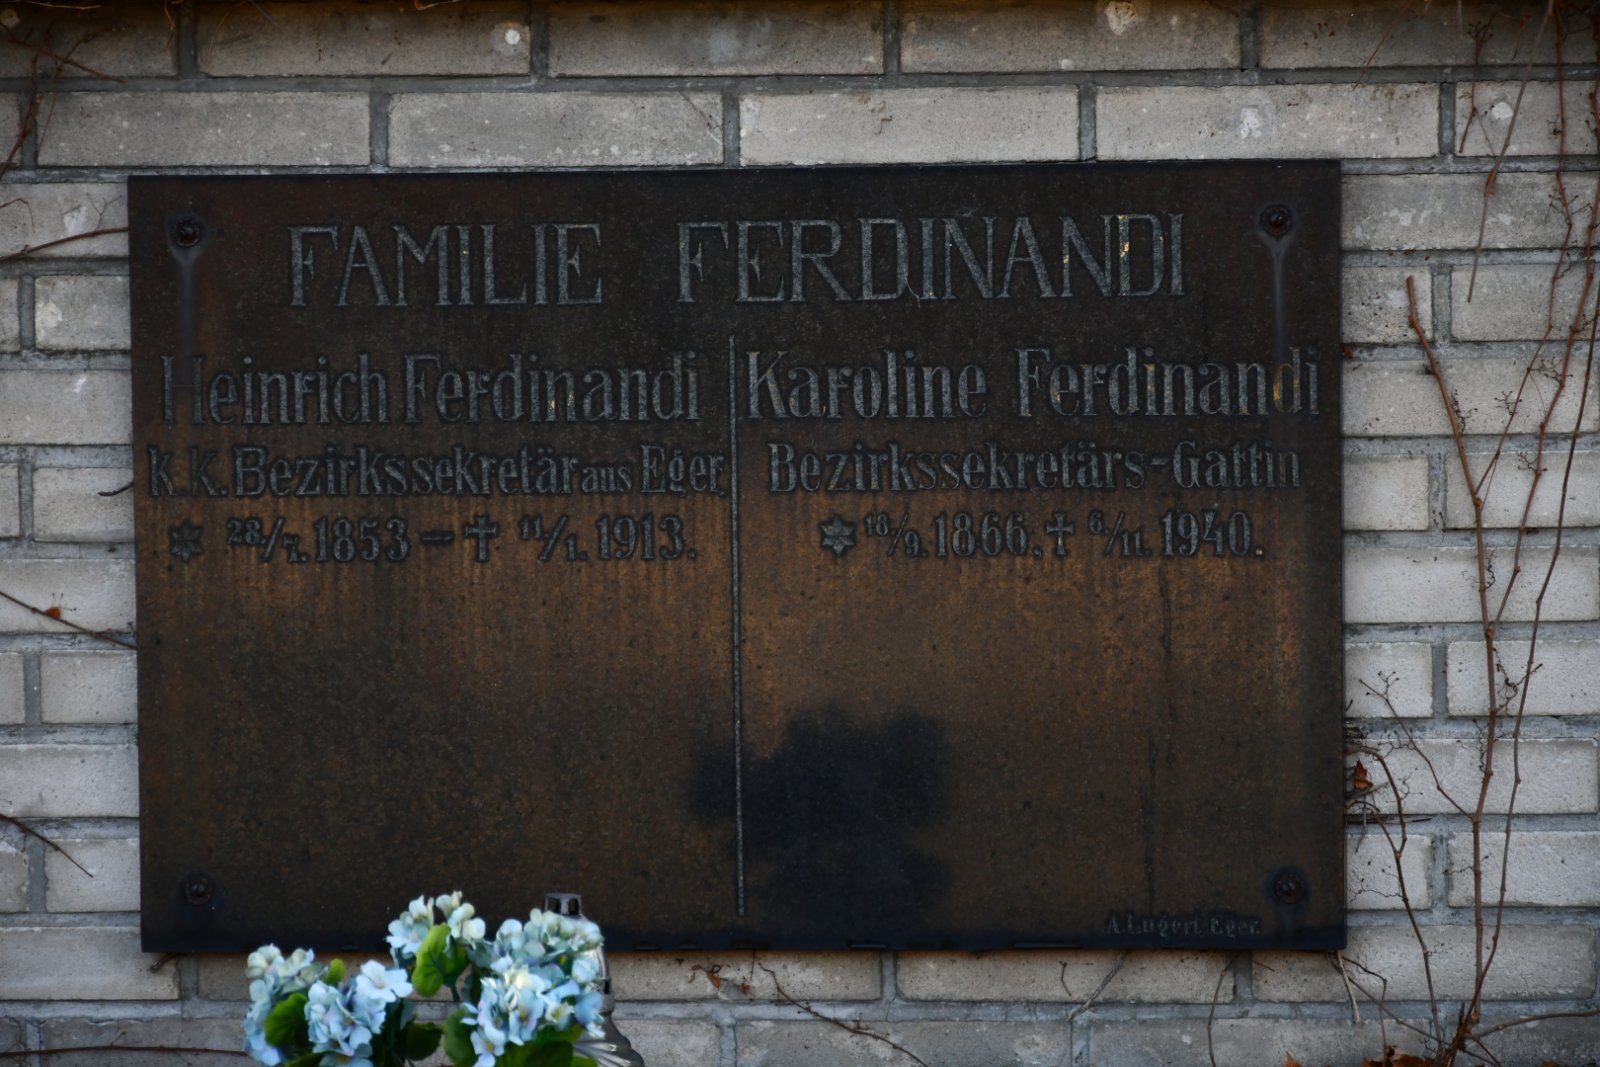 FAMILIE FERDINANDI
Heinrich Ferdinandi
K.K. Bezirkssekretär aus Eger,
* 28/7. 1853 – † 11/1. 1913.
Karoline Ferdinandi
Bezirkssekretärs-Gattin
* 18/9. 1866. † 6/11. 1940.
A. Lugert, Eger.